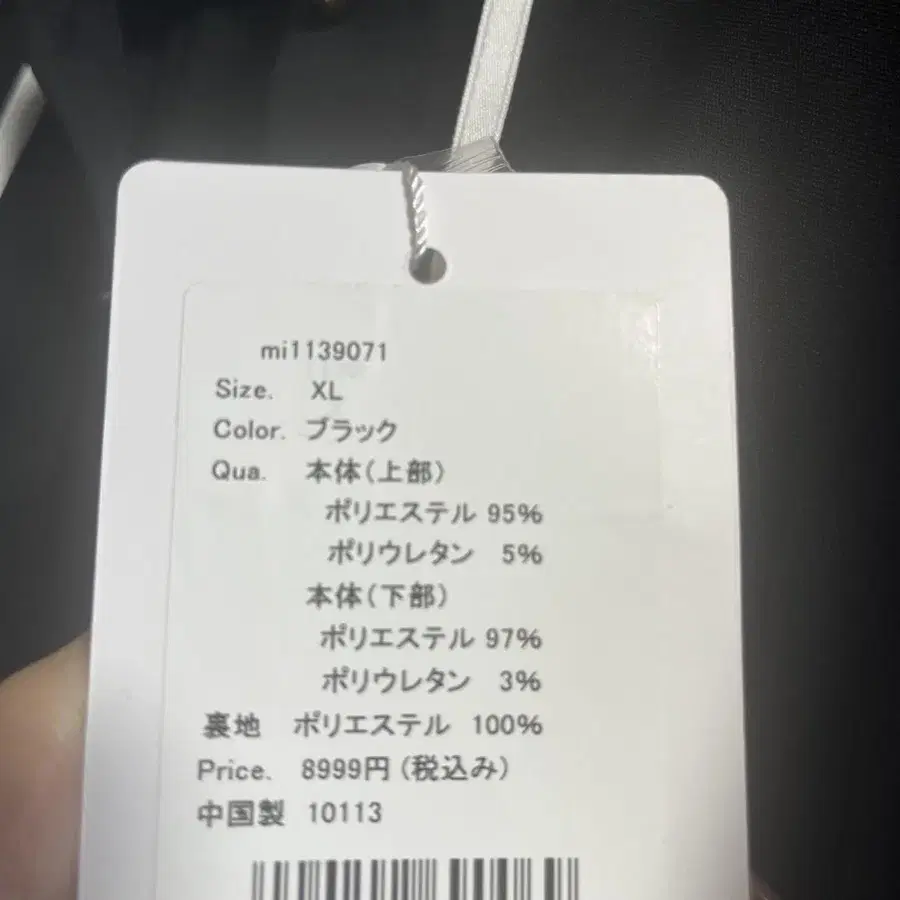 mi1139071
Size. XL
Color. ブラック
Qua. 本体(上部)
ポリエステル 95%
ポリウレタン 5%
本体(下部)
ポリエステル 97%
ポリウレタン 3%
裏地 ポリエステル 100%
Price. 8999円(税込み)
中国製 10113